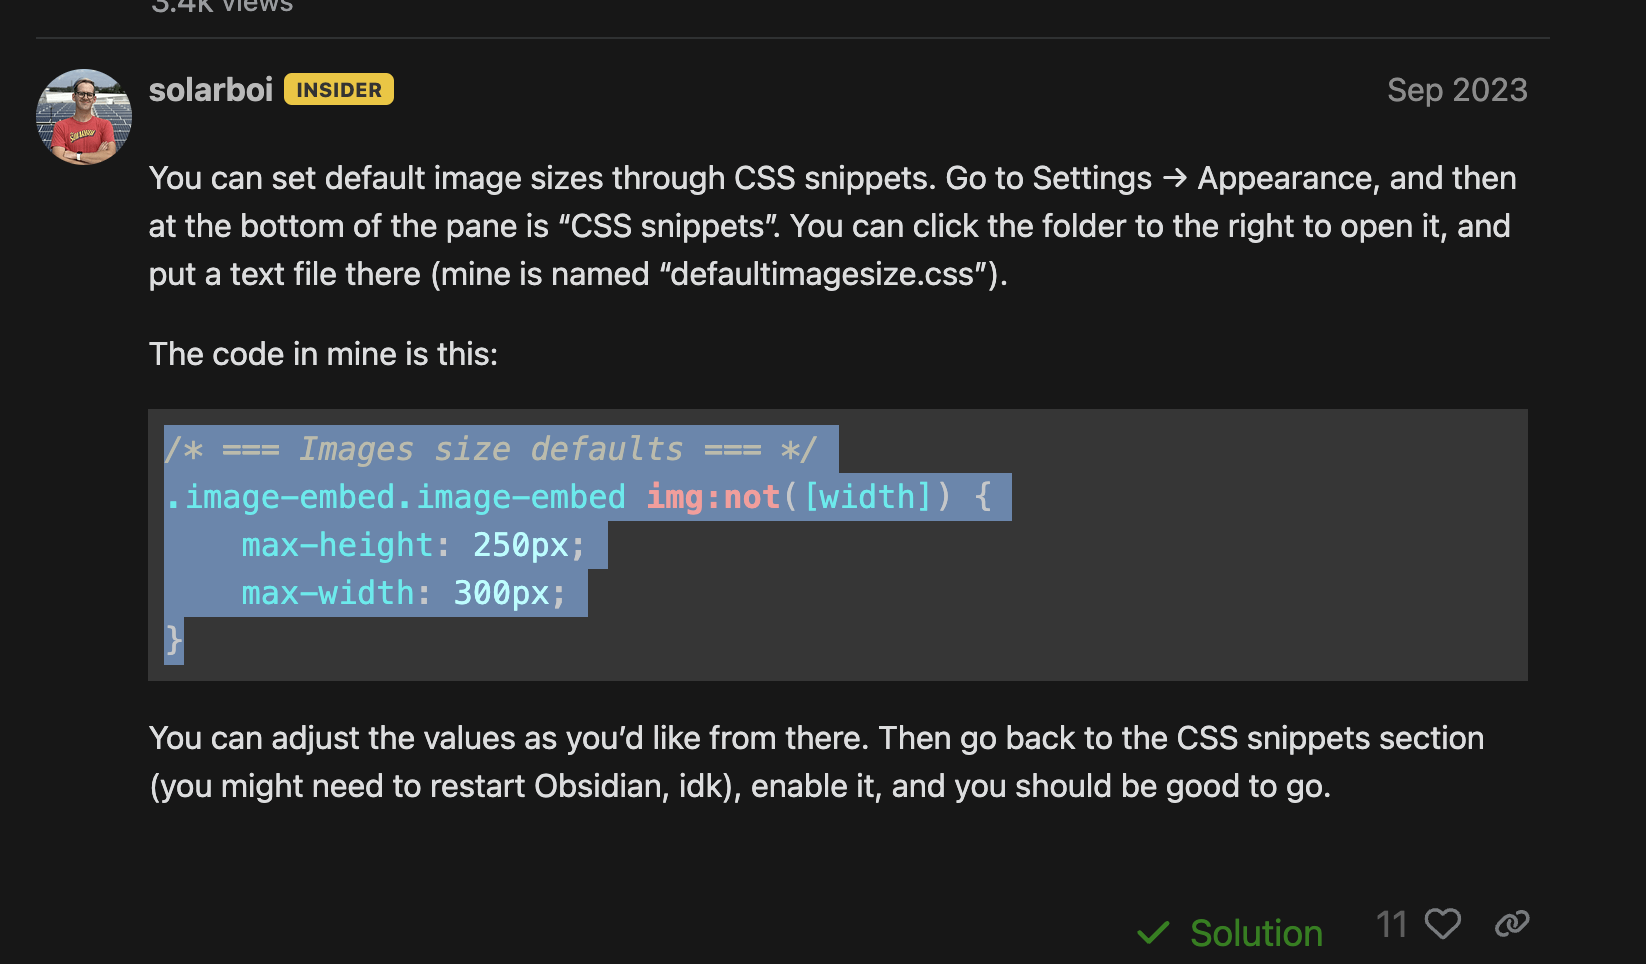 3.4k views
solarboi INSIDER
Sep 2023
You can set default image sizes through CSS snippets. Go to Settings → Appearance, and then
at the bottom of the pane is “CSS snippets”. You can click the folder to the right to open it, and
put a text file there (mine is named “defaultimagesize.css”).
The code in mine is this:
/* === Images size defaults === */
.image-embed.image-embed img:not([width]) {
    max-height: 250px;
    max-width: 300px;
}
You can adjust the values as you’d like from there. Then go back to the CSS snippets section
(you might need to restart Obsidian, idk), enable it, and you should be good to go.
Solution
11